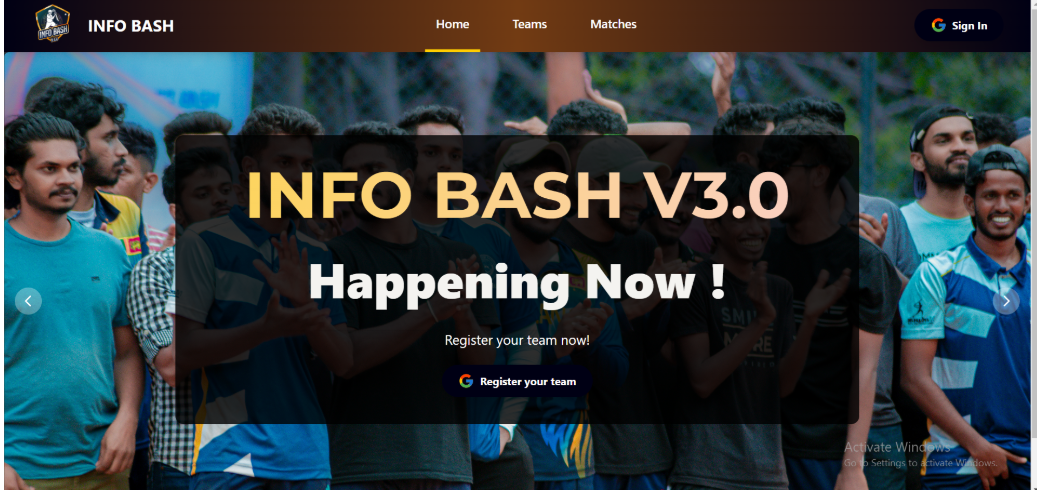 INFO BASH
INFO BASH
Home
Teams
Matches
Sign In
INFO BASH V3.0
Happening Now !
Register your team now!
Register your team
Activate Windows
Go to Settings to activate Windows.